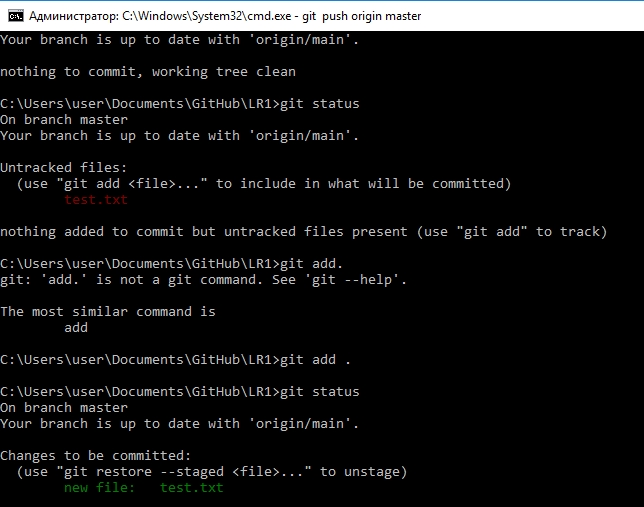 Администратор: C:\Windows\System32\cmd.exe - git  push origin master
Your branch is up to date with 'origin/main'.
nothing to commit, working tree clean
C:\Users\user\Documents\GitHub\LR1>git status
On branch master
Your branch is up to date with 'origin/main'.
Untracked files:
  (use "git add <file>..." to include in what will be committed)
        test.txt
nothing added to commit but untracked files present (use "git add" to track)
C:\Users\user\Documents\GitHub\LR1>git add.
git: 'add.' is not a git command. See 'git --help'.
The most similar command is
        add
C:\Users\user\Documents\GitHub\LR1>git add .
C:\Users\user\Documents\GitHub\LR1>git status
On branch master
Your branch is up to date with 'origin/main'.
Changes to be committed:
  (use "git restore --staged <file>..." to unstage)
        new file:   test.txt